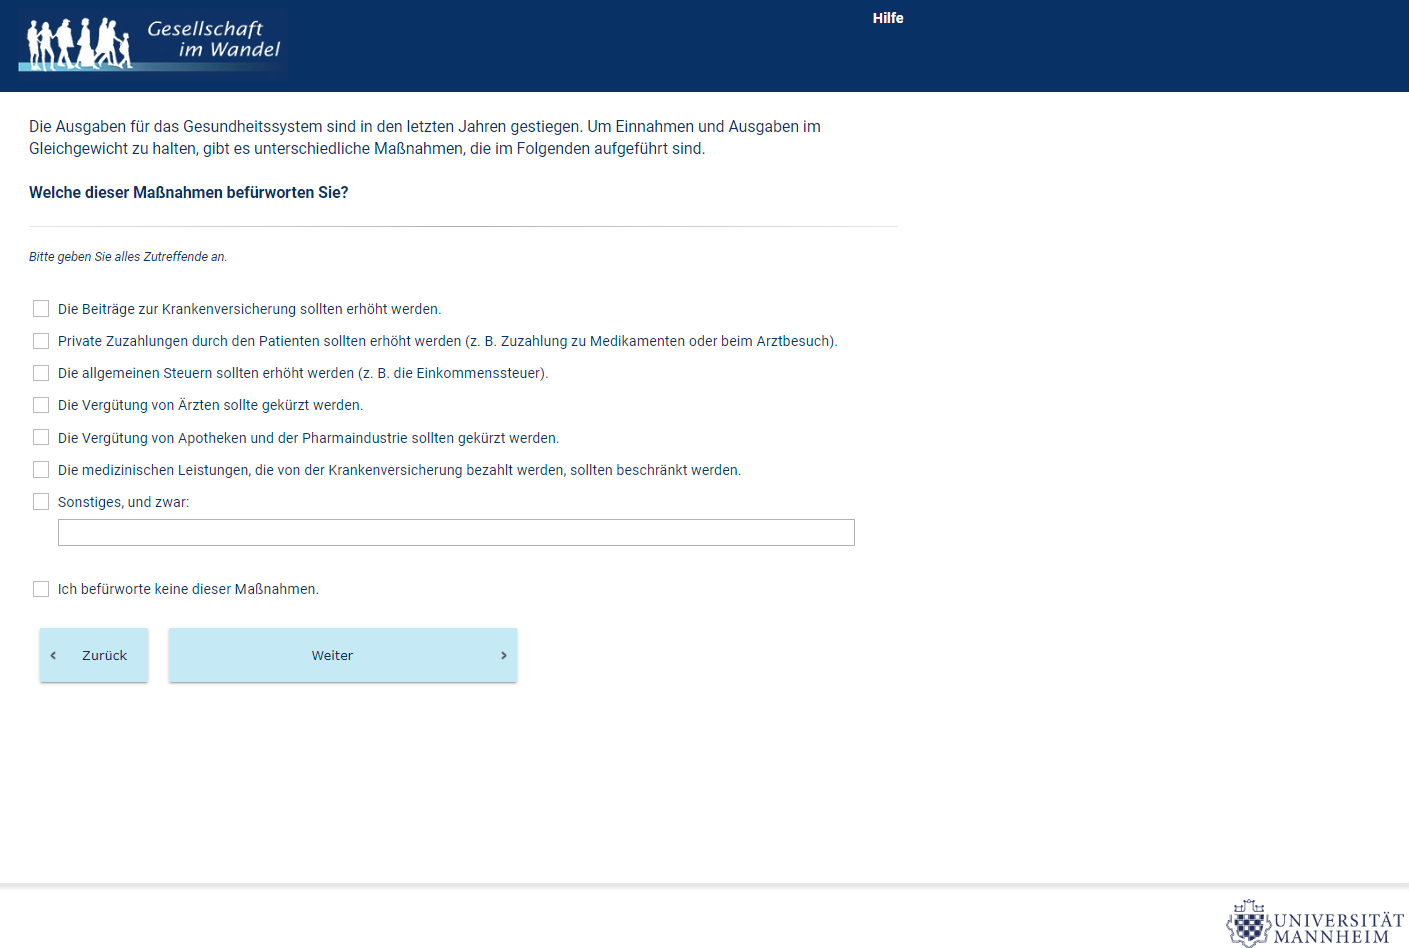 Gesellschaft
im Wandel
Hilfe
Die Ausgaben für das Gesundheitssystem sind in den letzten Jahren gestiegen. Um Einnahmen und Ausgaben im
Gleichgewicht zu halten, gibt es unterschiedliche Maßnahmen, die im Folgenden aufgeführt sind.
Welche dieser Maßnahmen befürworten Sie?
Bitte geben Sie alles Zutreffende an.
Die Beiträge zur Krankenversicherung sollten erhöht werden.
Private Zuzahlungen durch den Patienten sollten erhöht werden (z. B. Zuzahlung zu Medikamenten oder beim Arztbesuch).
Die allgemeinen Steuern sollten erhöht werden (z. B. die Einkommenssteuer).
Die Vergütung von Ärzten sollte gekürzt werden.
Die Vergütung von Apotheken und der Pharmaindustrie sollten gekürzt werden.
Die medizinischen Leistungen, die von der Krankenversicherung bezahlt werden, sollten beschränkt werden.
Sonstiges, und zwar:
Ich befürworte keine dieser Maßnahmen.
Zurück
Weiter
UNIVERSITÄT
MANNHEIM